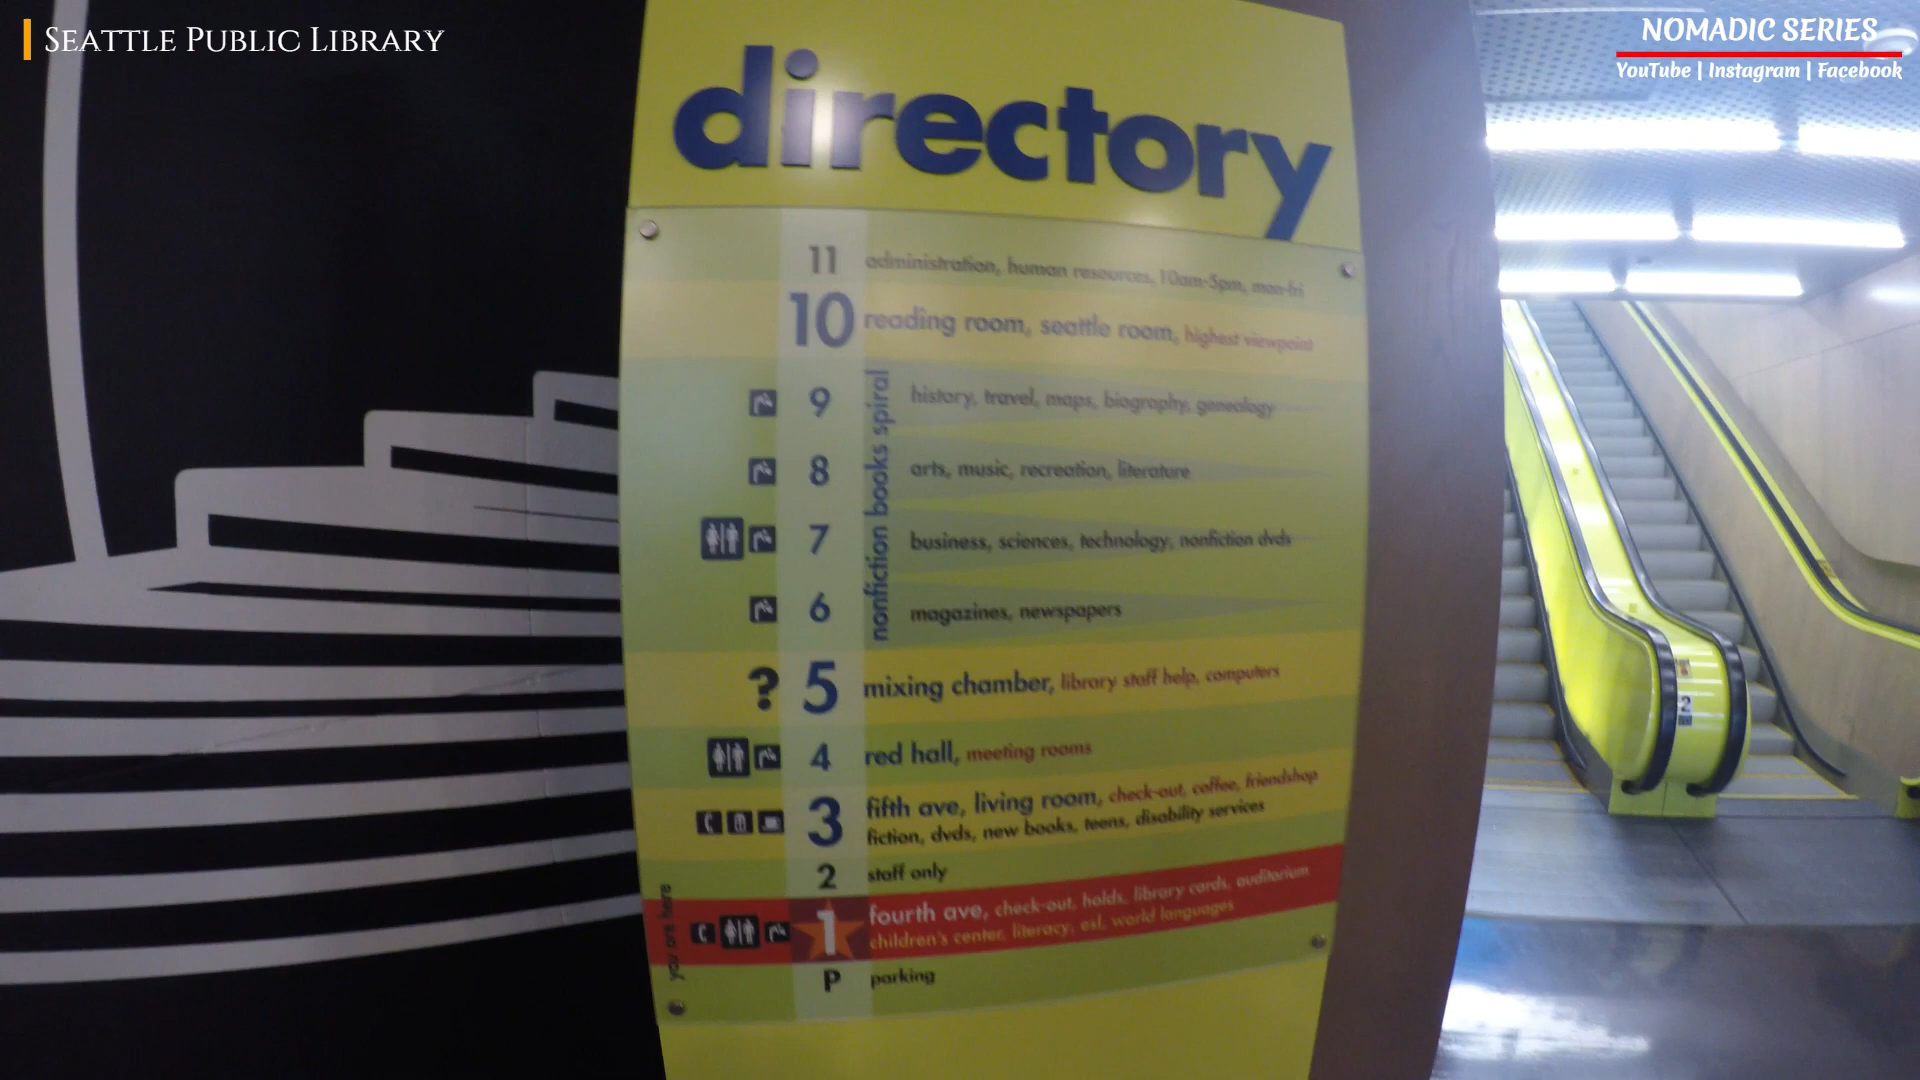 SEATTLE PUBLIC LIBRARY
NOMADIC SERIES
YouTube | Instagram | Facebook
directory
11 administration, human resources, 10am-5pm, mon-fri
10 reading room, seattle room, highest viewpoint
nonfiction books spiral
9 history, travel, maps, biography, genealogy
8 arts, music, recreation, literature
7 business, sciences, technology, nonfiction dvds
6 magazines, newspapers
? 5 mixing chamber, library staff help, computers
4 red hall, meeting rooms
3 fifth ave, living room, check-out, coffee, friendshop
fiction, dvds, new books, teens, disability services
2 staff only
you are here
1 fourth ave, check-out, holds, library cards, auditorium
children's center, literacy, esl, world languages
P parking
2